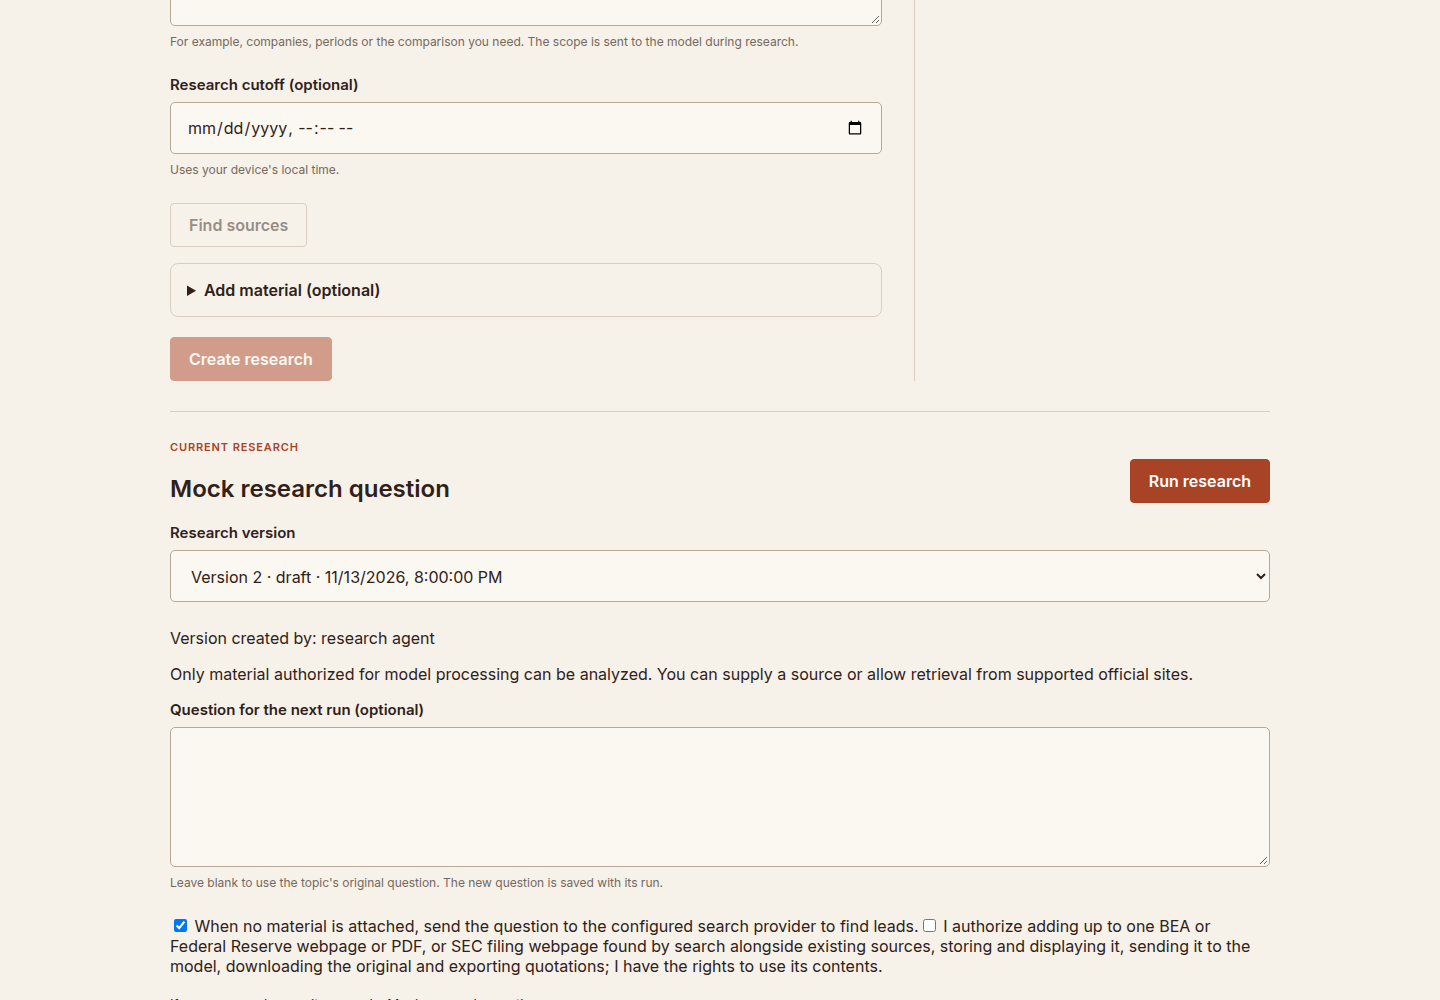 For example, companies, periods or the comparison you need. The scope is sent to the model during research.
Research cutoff (optional)
mm/dd/yyyy, --:-- --
Uses your device's local time.
Find sources
Add material (optional)
Create research
CURRENT RESEARCH
Mock research question
Run research
Research version
Version 2 · draft · 11/13/2026, 8:00:00 PM
Version created by: research agent
Only material authorized for model processing can be analyzed. You can supply a source or allow retrieval from supported official sites.
Question for the next run (optional)
Leave blank to use the topic's original question. The new question is saved with its run.
When no material is attached, send the question to the configured search provider to find leads. I authorize adding up to one BEA or
Federal Reserve webpage or PDF, or SEC filing webpage found by search alongside existing sources, storing and displaying it, sending it to the
model, downloading the original and exporting quotations; I have the rights to use its contents.